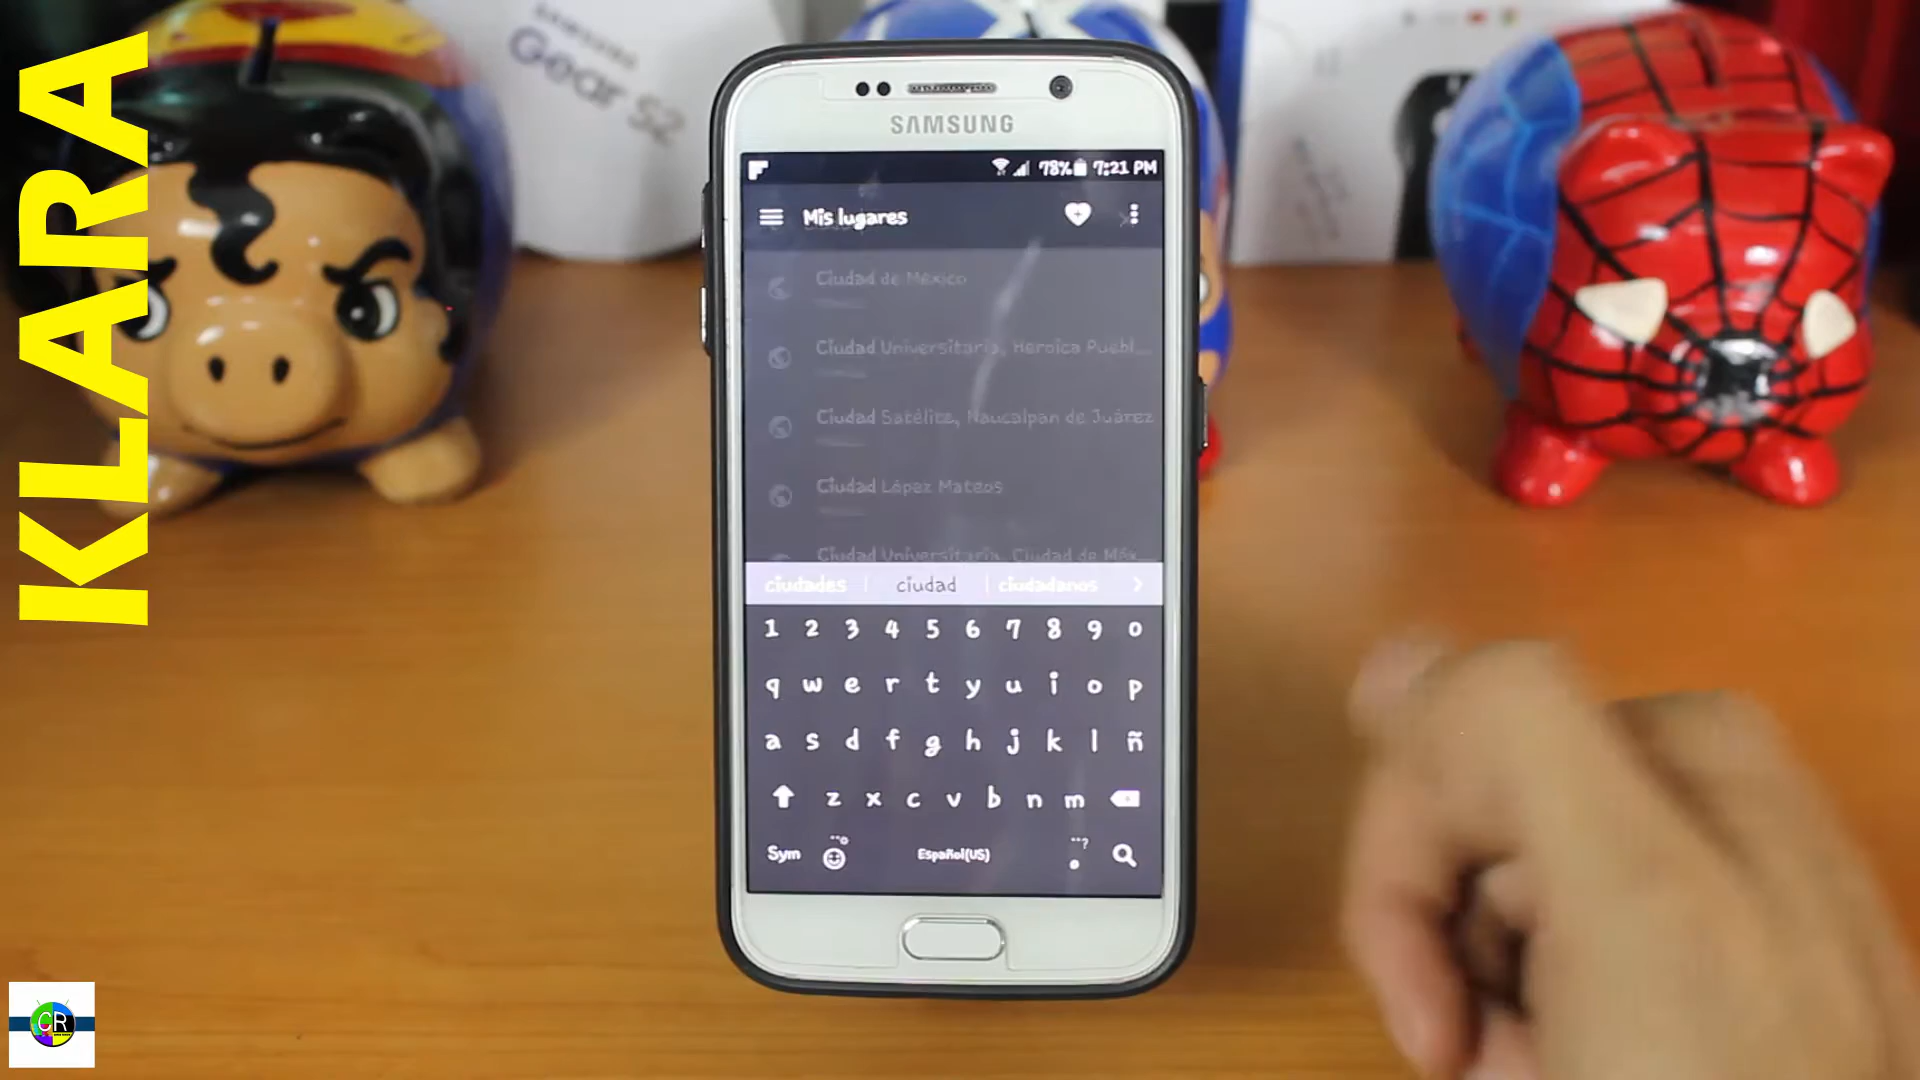 KLARA
SAMSUNG
Gear S2
SAMSUNG
78% 7:21 PM
Mis lugares
Ciudad de México
Ciudad Universitaria, Heroica Puebl...
Ciudad Satélite, Naucalpan de Juárez
Ciudad López Mateos
Ciudad Universitaria, Ciudad de Méx...
ciudades ciudad ciudadanos
1 2 3 4 5 6 7 8 9 0
q w e r t y u i o p
a s d f g h j k l ñ
z x c v b n m
Sym Español(US) . ?
CR